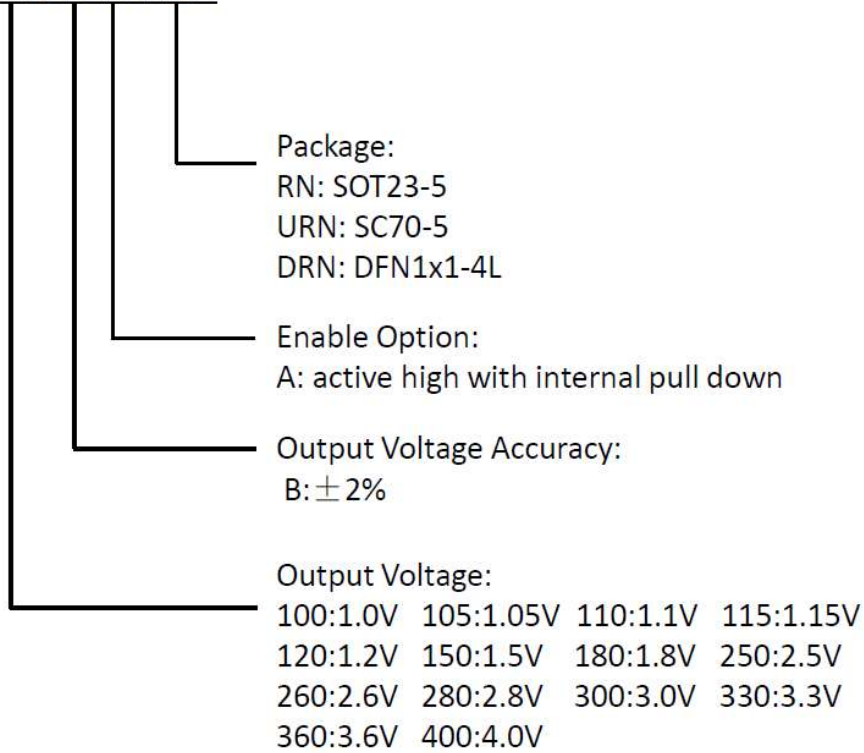 Package:
RN: SOT23-5
URN: SC70-5
DRN: DFN1x1-4L
Enable Option:
A: active high with internal pull down
Output Voltage Accuracy:
B:±2%
Output Voltage:
100:1.0V 105:1.05V 110:1.1V 115:1.15V
120:1.2V 150:1.5V 180:1.8V 250:2.5V
260:2.6V 280:2.8V 300:3.0V 330:3.3V
360:3.6V 400:4.0V